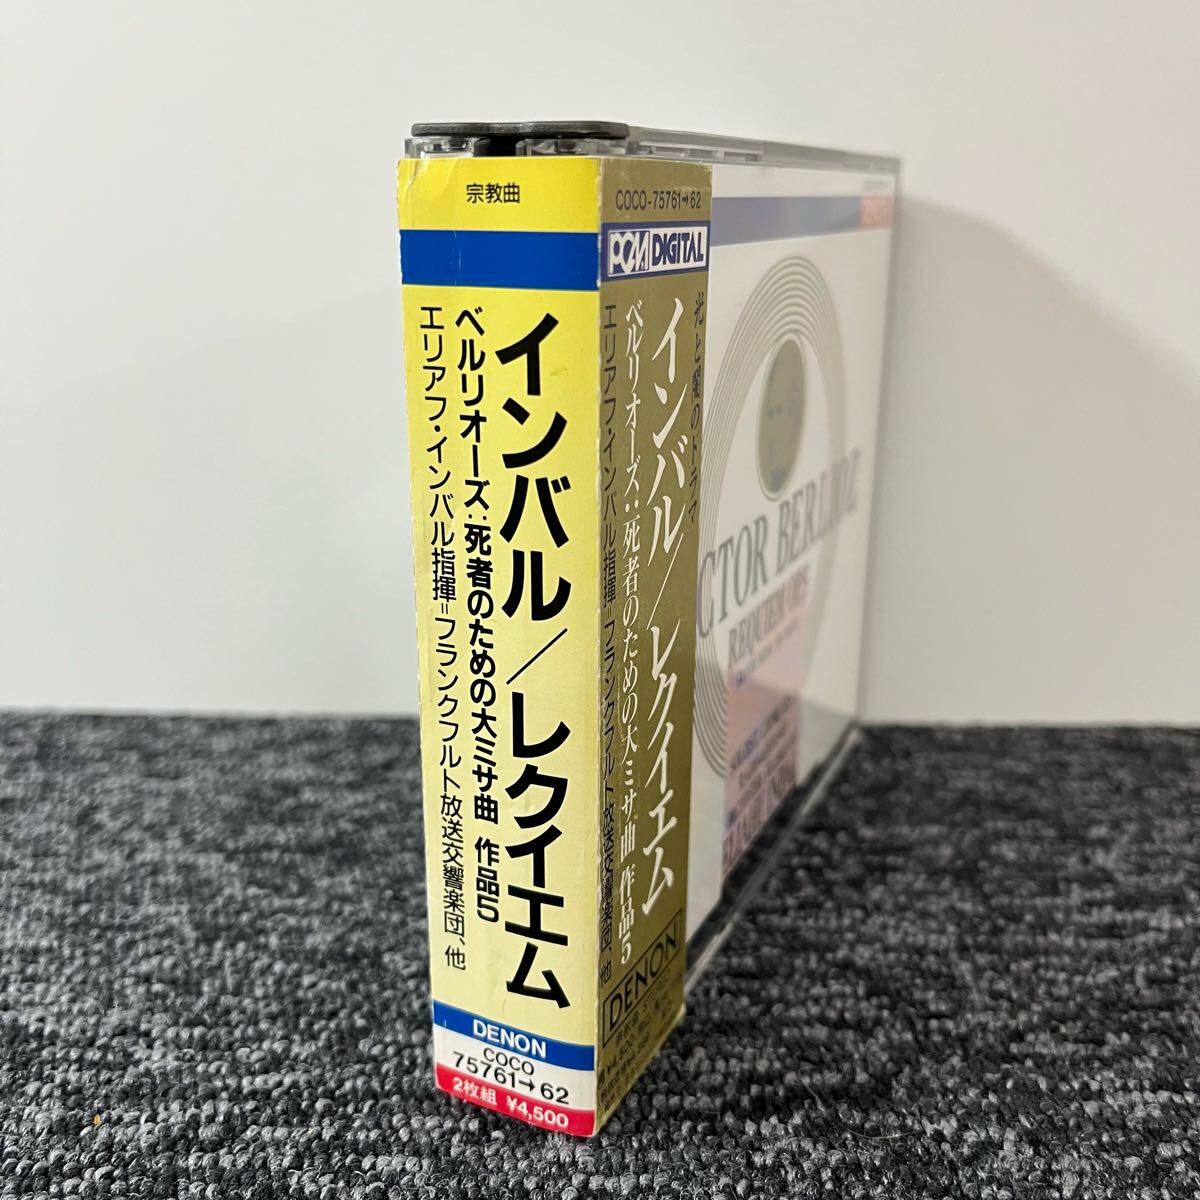 宗教曲
インバル／レクイエム
ベルリオーズ：死者のための大ミサ曲 作品5
エリアフ・インバル指揮＝フランクフルト放送交響楽団、他
DENON
COCO
75761→62
2枚組 ¥4,500
COCO-75761→62
PCM DIGITAL
光と闇のドラマ
インバル／レクイエム
ベルリオーズ：死者のための大ミサ曲 作品5
エリアフ・インバル指揮＝フランクフルト放送交響楽団、他
DENON
CTOR BERLIOZ
REQUIEM OP.5